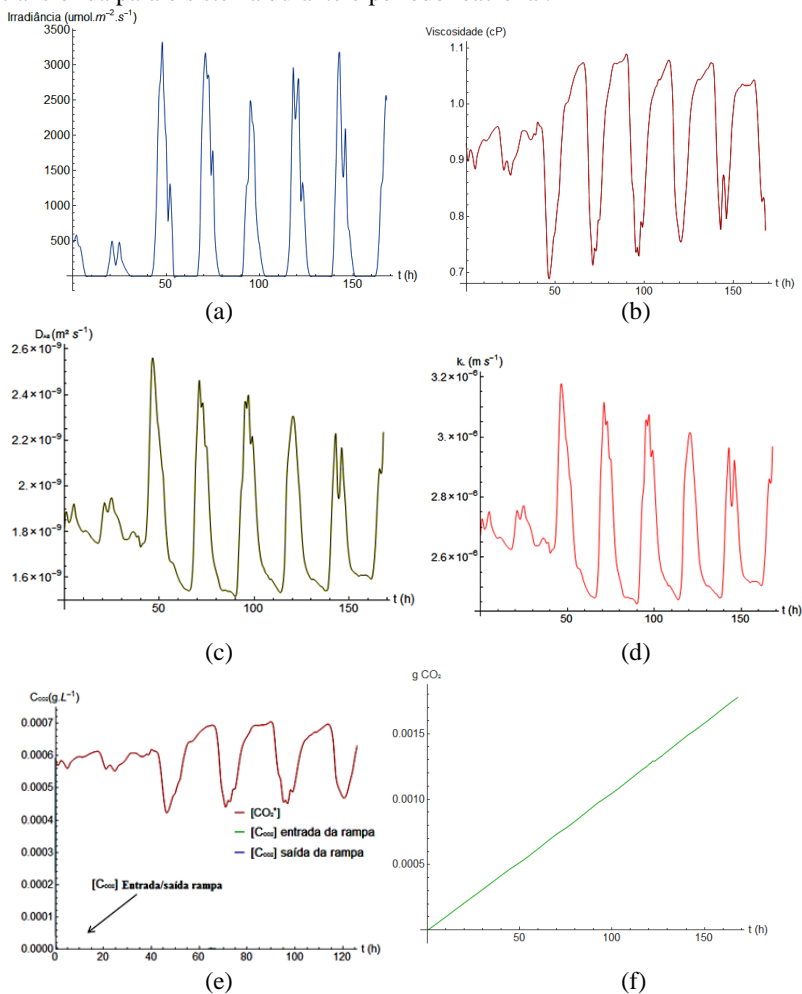 Irradiância (umol.m⁻².s⁻¹)
3500
3000
2500
2000
1500
1000
500
50
100
150
t (h)
(a)
Viscosidade (cP)
1.1
1.0
0.9
0.8
0.7
50
100
150
t (h)
(b)
D_AB (m² s⁻¹)
2.6×10⁻⁹
2.4×10⁻⁹
2.2×10⁻⁹
2.×10⁻⁹
1.8×10⁻⁹
1.6×10⁻⁹
50
100
150
t (h)
(c)
k. (m s⁻¹)
3.2×10⁻⁶
3.×10⁻⁶
2.8×10⁻⁶
2.6×10⁻⁶
50
100
150
t (h)
(d)
C_CO2 (g.L⁻¹)
0.0007
0.0006
0.0005
0.0004
0.0003
0.0002
0.0001
0.0000
[CO₂*]
[C_CO2] entrada da rampa
[C_CO2] saída da rampa
[C_CO2] Entrada/saída rampa
0
20
40
60
80
100
120
t (h)
(e)
g CO₂
0.0015
0.0010
0.0005
50
100
150
t (h)
(f)